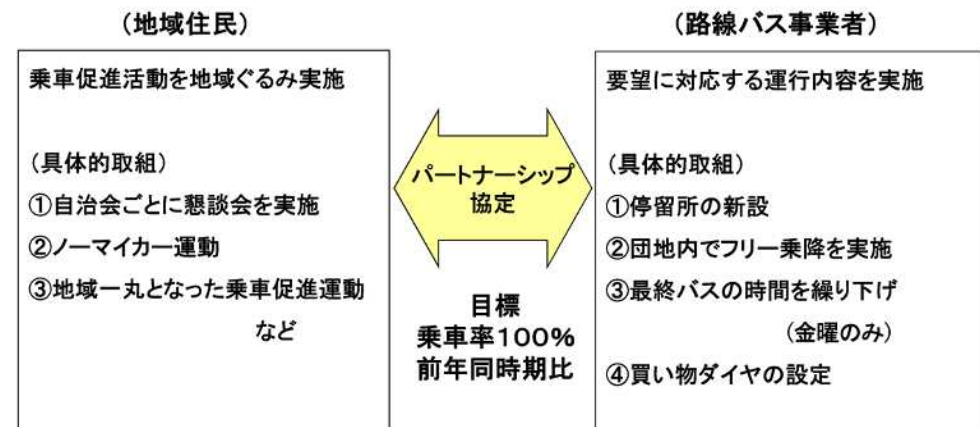 （地域住民）
乗車促進活動を地域ぐるみ実施
（具体的取組）
①自治会ごとに懇談会を実施
②ノーマイカー運動
③地域一丸となった乗車促進運動
など
パートナーシップ
協定
目標
乗車率100%
前年同時期比
（路線バス事業者）
要望に対応する運行内容を実施
（具体的取組）
①停留所の新設
②団地内でフリー乗降を実施
③最終バスの時間を繰り下げ
（金曜のみ）
④買い物ダイヤの設定